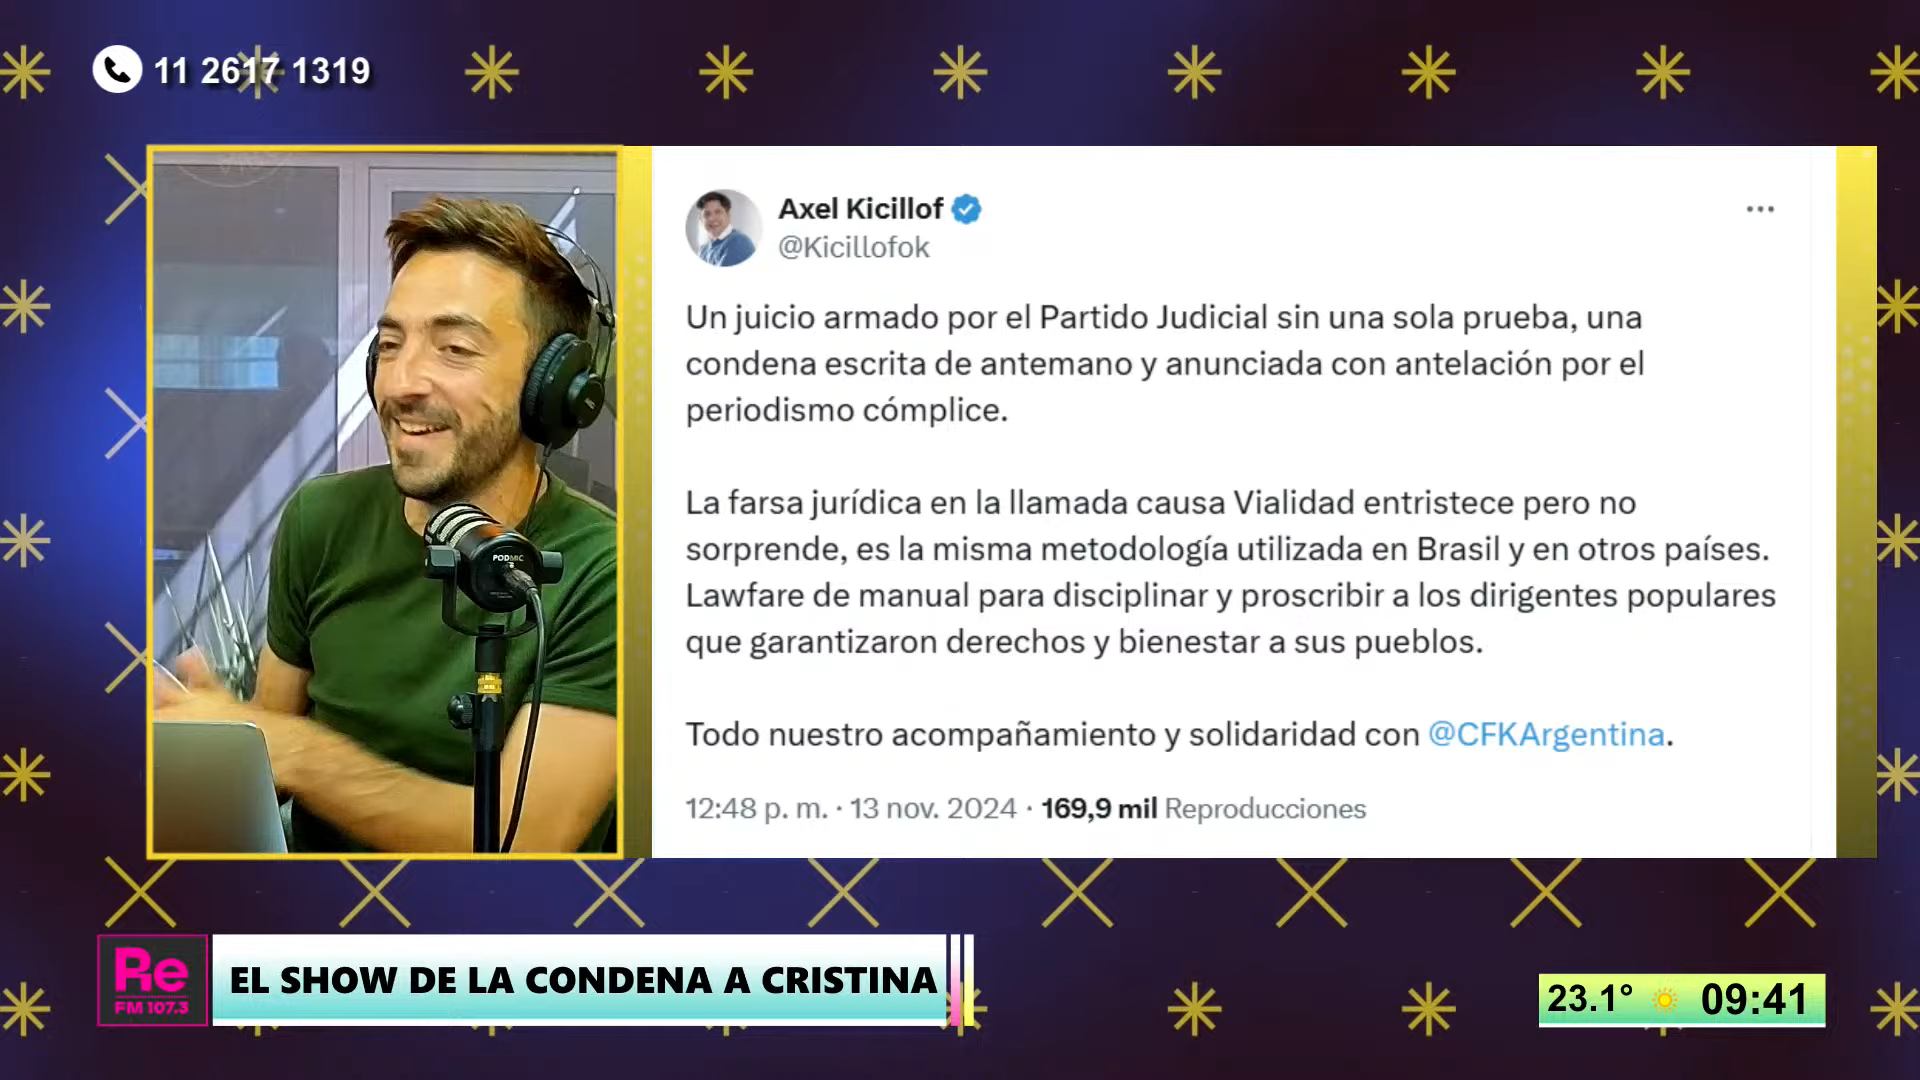 11 2617 1319
Axel Kicillof
@Kicillofok
Un juicio armado por el Partido Judicial sin una sola prueba, una
condena escrita de antemano y anunciada con antelación por el
periodismo cómplice.
La farsa jurídica en la llamada causa Vialidad entristece pero no
sorprende, es la misma metodología utilizada en Brasil y en otros países.
Lawfare de manual para disciplinar y proscribir a los dirigentes populares
que garantizaron derechos y bienestar a sus pueblos.
Todo nuestro acompañamiento y solidaridad con @CFKArgentina.
12:48 p. m. · 13 nov. 2024 · 169,9 mil Reproducciones
PODMIC
Re
FM 107.3
EL SHOW DE LA CONDENA A CRISTINA
23.1° 09:41